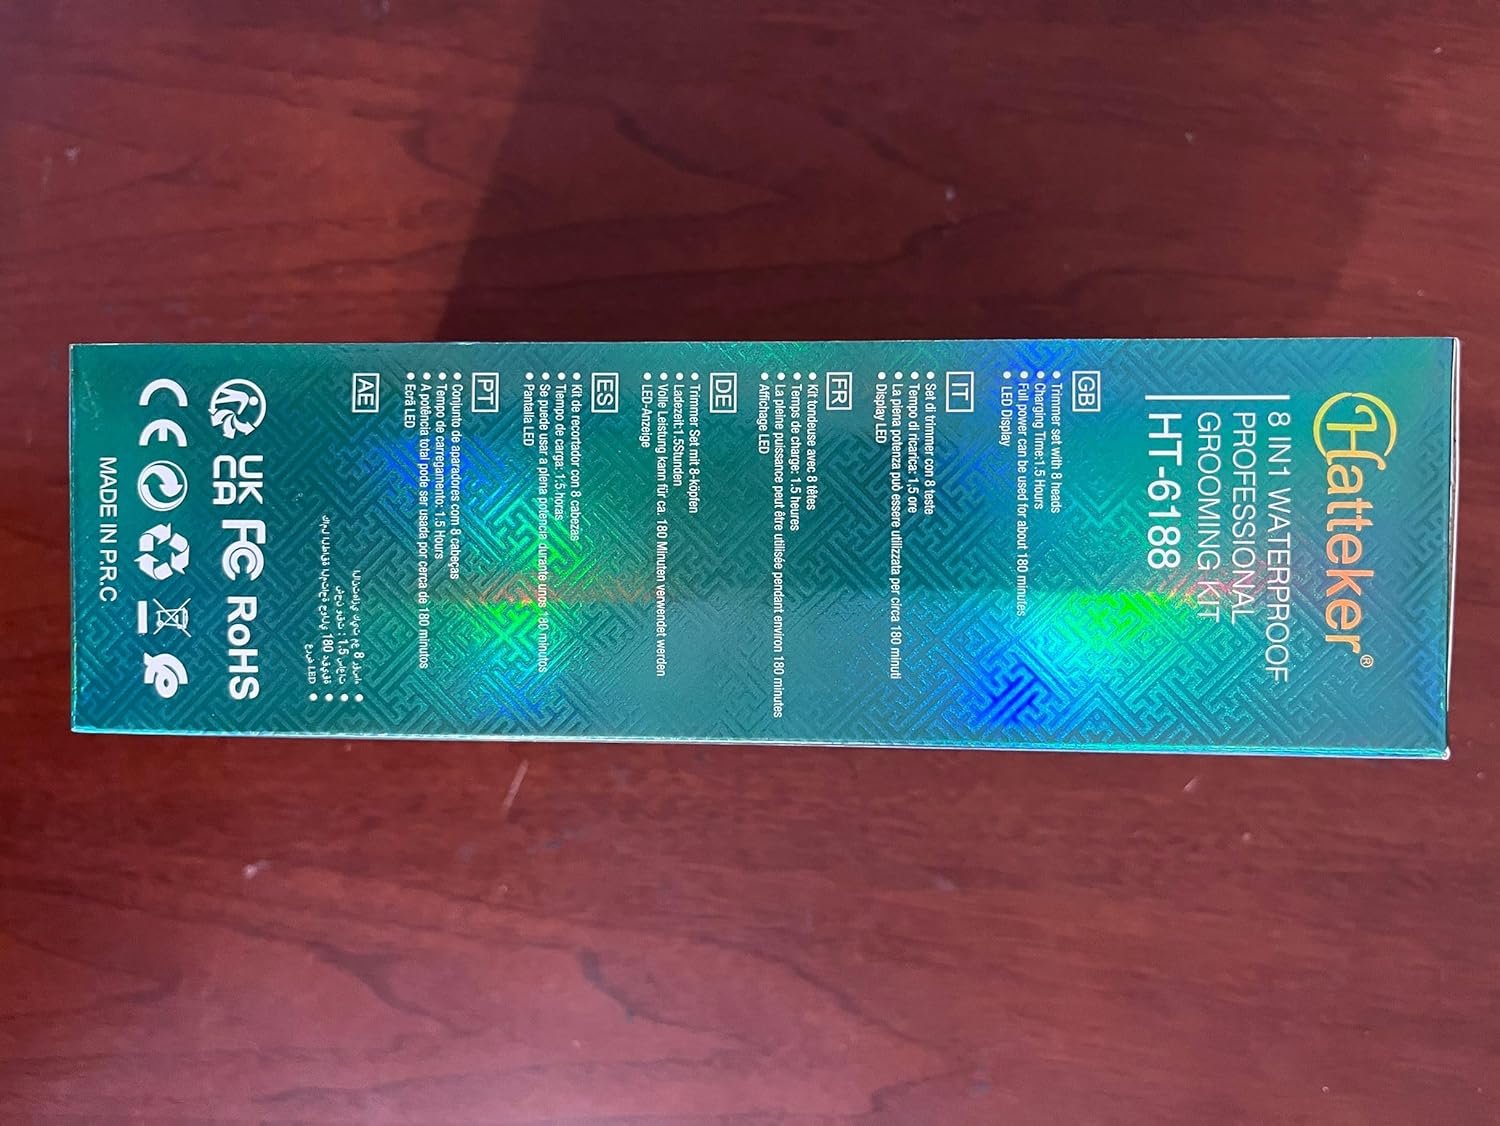 Hatteker®
8 IN1 WATERPROOF
PROFESSIONAL
GROOMING KIT
HT-6188
GB
• Trimmer set with 8 heads
• Charging Time:1.5 Hours
• Full power can be used for about 180 minutes
• LED Display
IT
• Set di trimmer con 8 teste
• Tempo di ricarica: 1,5 ore
• La piena potenza può essere utilizzata per circa 180 minuti
Display LED
FR
• Kit tondeuse avec 8 têtes
• Temps de charge: 1.5 heures
• La pleine puissance peut être utilisée pendant environ 180 minutes
• Affichage LED
DE
• Trimmer Set mit 8-köpfen
• Ladezeit:1.5Stunden
• Volle Leistung kann für ca. 180 Minuten verwendet werden
• LED-Anzeige
ES
• Kit de recortador con 8 cabezas
• Tiempo de carga: 1.5 horas
• Se puede usar a plena potencia durante unos 180 minutos
• Pantalla LED
PT
• Conjunto de aparadores com 8 cabeças
• Tempo de carregamento: 1.5 Hours
• A potência total pode ser usada por cerca de 180 minutos
• Ecrã LED
AE
مع 8
: 1.5
180
LED
UK
CA
FC
RoHS
CE
MADE IN P.R.C